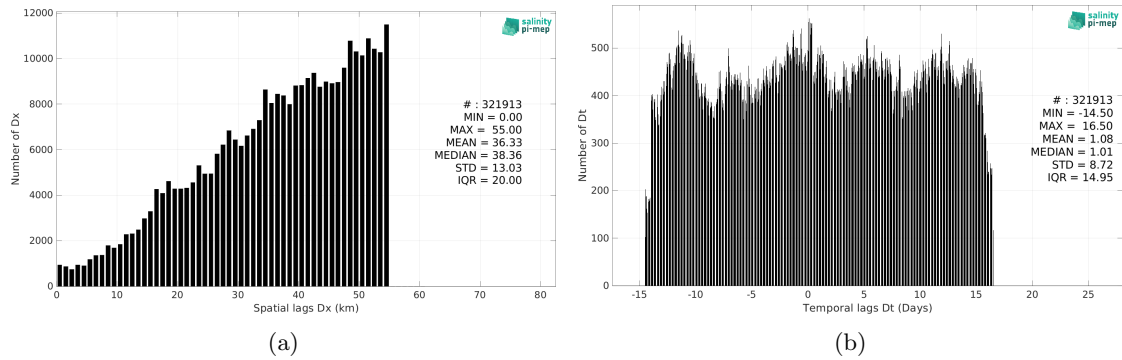 12000
10000
8000
6000
4000
2000
0
Number of Dx
0 10 20 30 40 50 60 70 80
Spatial lags Dx (km)
salinity
pi-mep
# : 321913
MIN = 0.00
MAX = 55.00
MEAN = 36.33
MEDIAN = 38.36
STD = 13.03
IQR = 20.00
(a)
500
400
300
200
100
0
Number of Dt
-15 -10 -5 0 5 10 15 20
Temporal lags Dt (Days)
salinity
pi-mep
# : 321913
MIN = -14.50
MAX = 16.50
MEAN = 1.08
MEDIAN = 1.01
STD = 8.72
IQR = 14.95
(b)